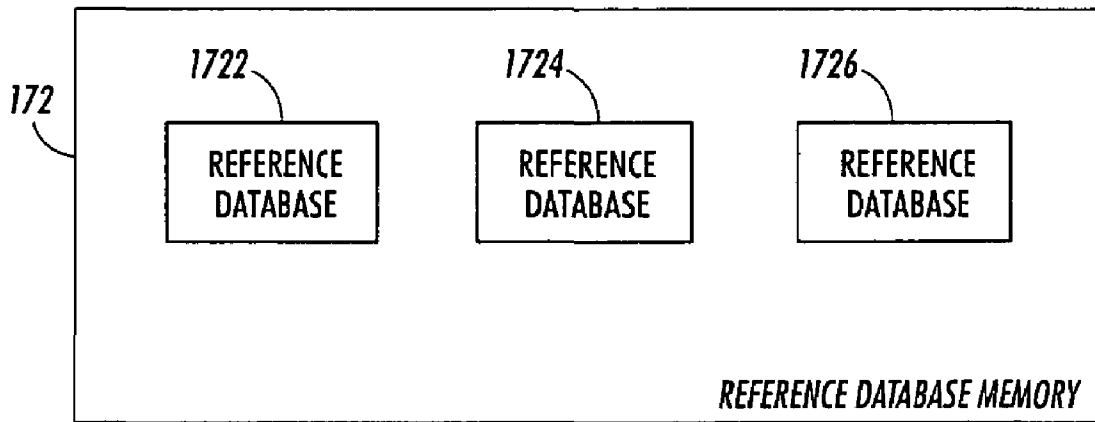 1722
1724
1726
172
REFERENCE
DATABASE
REFERENCE
DATABASE
REFERENCE
DATABASE
REFERENCE DATABASE MEMORY